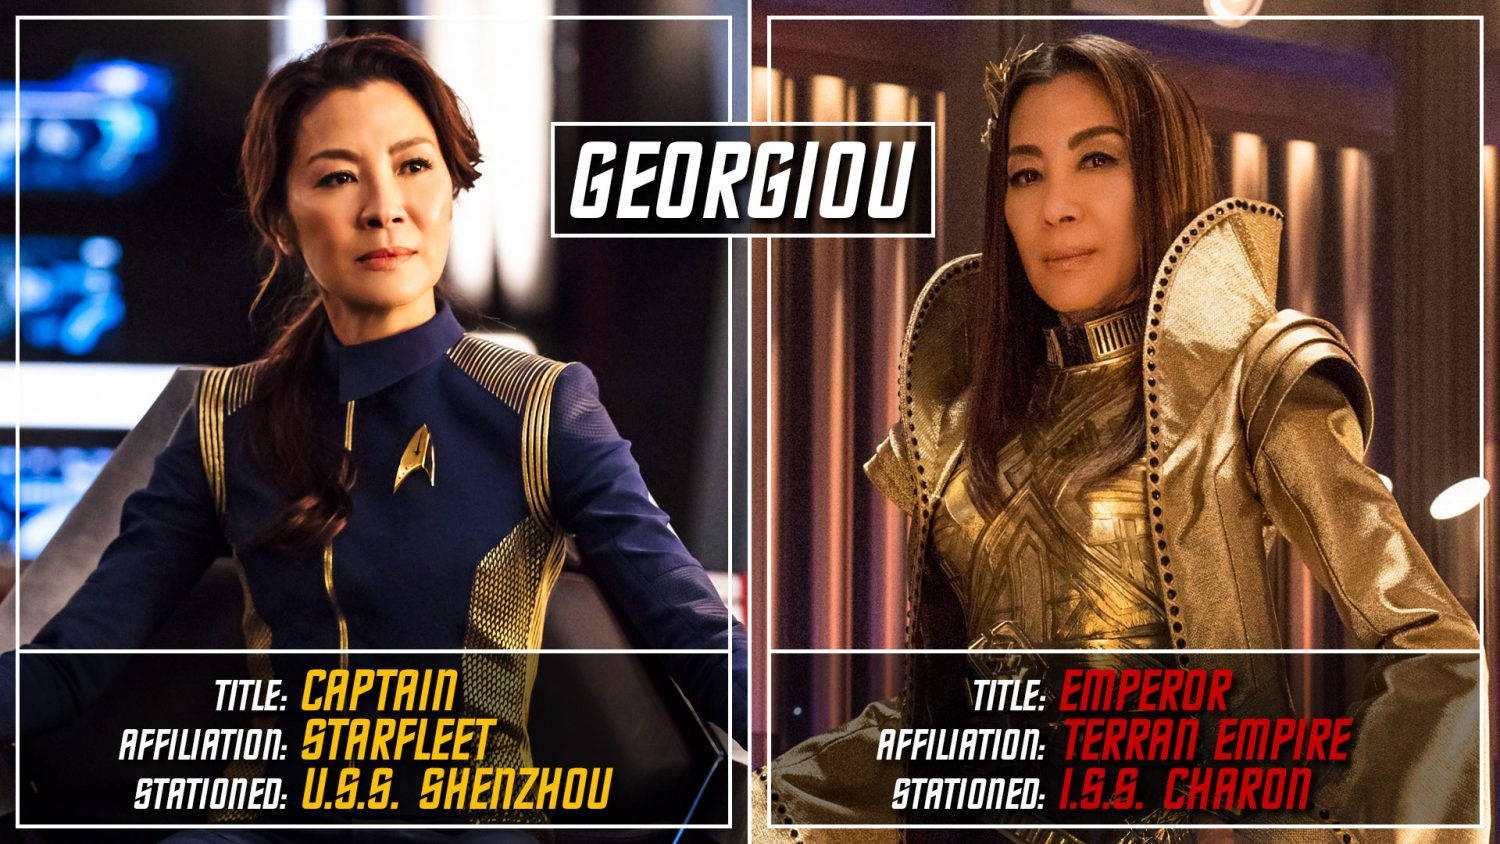 GEORGIOU
TITLE: CAPTAIN
AFFILIATION: STARFLEET
STATIONED: U.S.S. SHENZHOU
TITLE: EMPEROR
AFFILIATION: TERRAN EMPIRE
STATIONED: I.S.S. CHARON